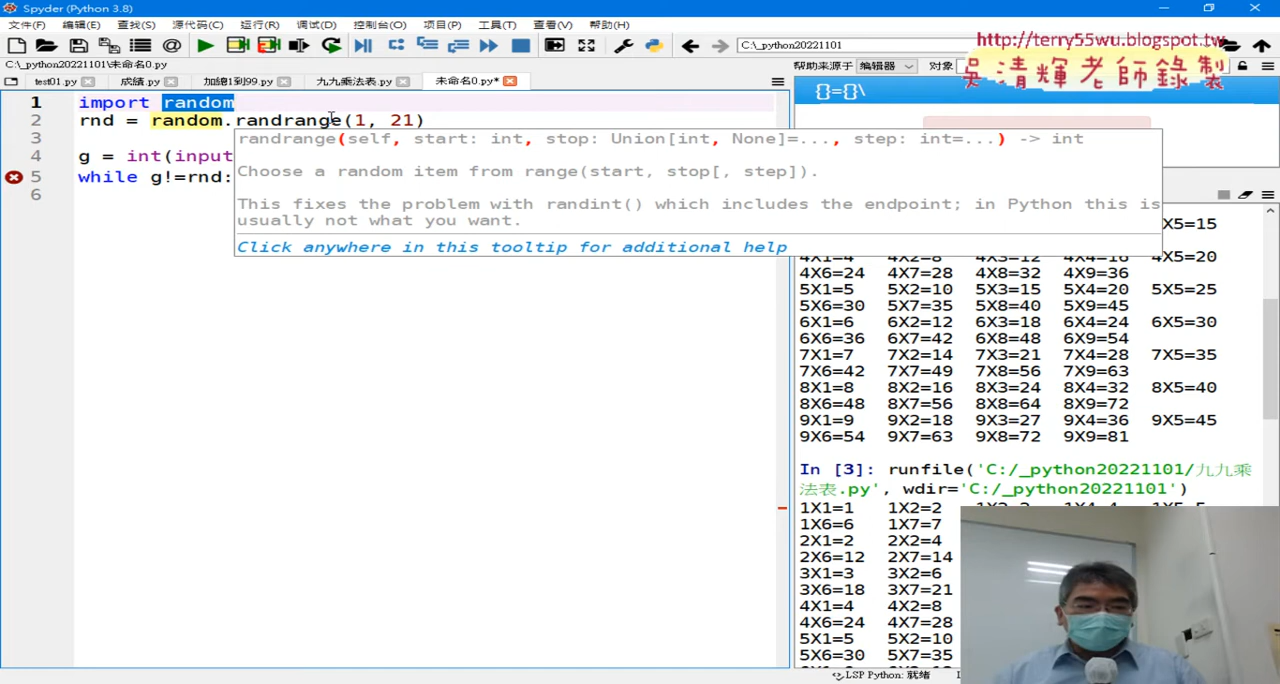 Spyder (Python 3.8)
文件(F) 编辑(E) 查找(S) 源代码(C) 运行(R) 调试(D) 控制台(O) 项目(P) 工具(T) 查看(V) 帮助(H)
C:\_python20221101
http://terry55wu.blogspot.tw
吳清輝老師錄製
C:\_python20221101\未命名0.py
test01.py 成績.py 加總1到99.py 九九乘法表.py 未命名0.py*
帮助来源于 编辑器 对象
{}={}\
1 import random
2 rnd = random.randrange(1, 21)
3
4 g = int(input
5 while g!=rnd:
6
randrange(self, start: int, stop: Union[int, None]=..., step: int=...) -> int
Choose a random item from range(start, stop[, step]).
This fixes the problem with randint() which includes the endpoint; in Python this is
usually not what you want.
Click anywhere in this tooltip for additional help
X5=15
4X1=4 4X2=8 4X3=12 4X4=16 4X5=20
4X6=24 4X7=28 4X8=32 4X9=36
5X1=5 5X2=10 5X3=15 5X4=20 5X5=25
5X6=30 5X7=35 5X8=40 5X9=45
6X1=6 6X2=12 6X3=18 6X4=24 6X5=30
6X6=36 6X7=42 6X8=48 6X9=54
7X1=7 7X2=14 7X3=21 7X4=28 7X5=35
7X6=42 7X7=49 7X8=56 7X9=63
8X1=8 8X2=16 8X3=24 8X4=32 8X5=40
8X6=48 8X7=56 8X8=64 8X9=72
9X1=9 9X2=18 9X3=27 9X4=36 9X5=45
9X6=54 9X7=63 9X8=72 9X9=81
In [3]: runfile('C:/_python20221101/九九乘
法表.py', wdir='C:/_python20221101')
1X1=1 1X2=2
1X6=6 1X7=7
2X1=2 2X2=4
2X6=12 2X7=14
3X1=3 3X2=6
3X6=18 3X7=21
4X1=4 4X2=8
4X6=24 4X7=28
5X1=5 5X2=10
5X6=30 5X7=35
LSP Python: 就绪